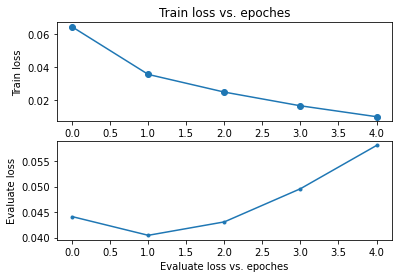 Train loss vs. epoches
Train loss
0.06
0.04
0.02
0.0 0.5 1.0 1.5 2.0 2.5 3.0 3.5 4.0
Evaluate loss
0.055
0.050
0.045
0.040
0.0 0.5 1.0 1.5 2.0 2.5 3.0 3.5 4.0
Evaluate loss vs. epoches